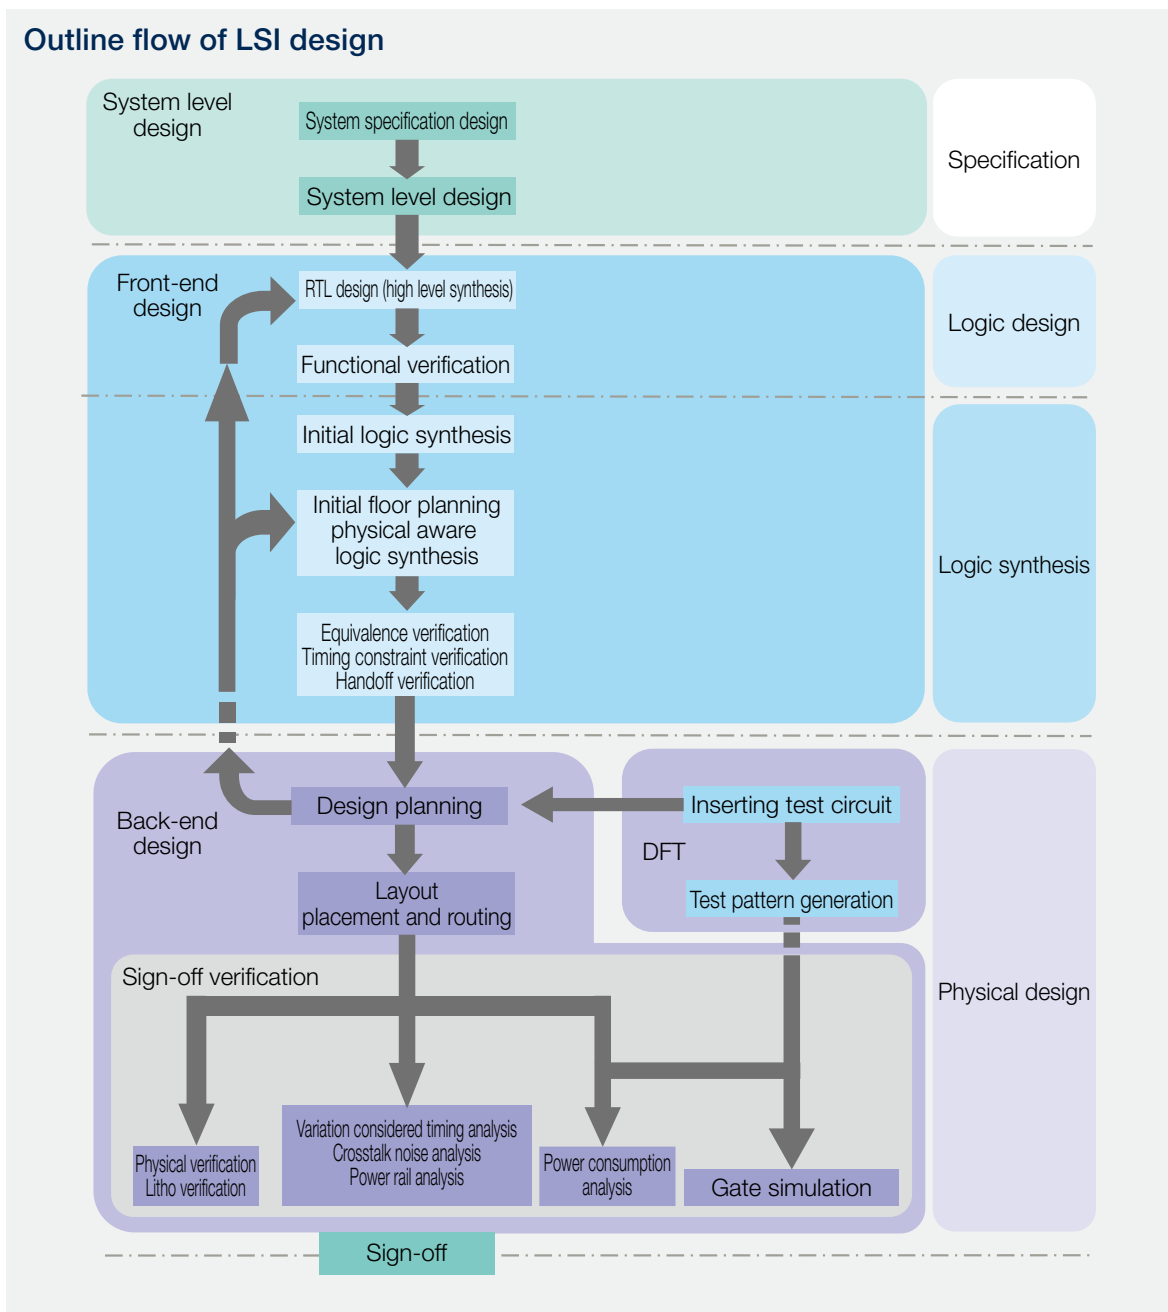 Outline flow of LSI design
System level
design
System specification design
System level design
Specification
Front-end
design
RTL design (high level synthesis)
Functional verification
Logic design
Initial logic synthesis
Initial floor planning
physical aware
logic synthesis
Equivalence verification
Timing constraint verification
Handoff verification
Logic synthesis
Back-end
design
Design planning
Layout
placement and routing
Inserting test circuit
DFT
Test pattern generation
Physical design
Sign-off verification
Physical verification
Litho verification
Variation considered timing analysis
Crosstalk noise analysis
Power rail analysis
Power consumption
analysis
Gate simulation
Sign-off